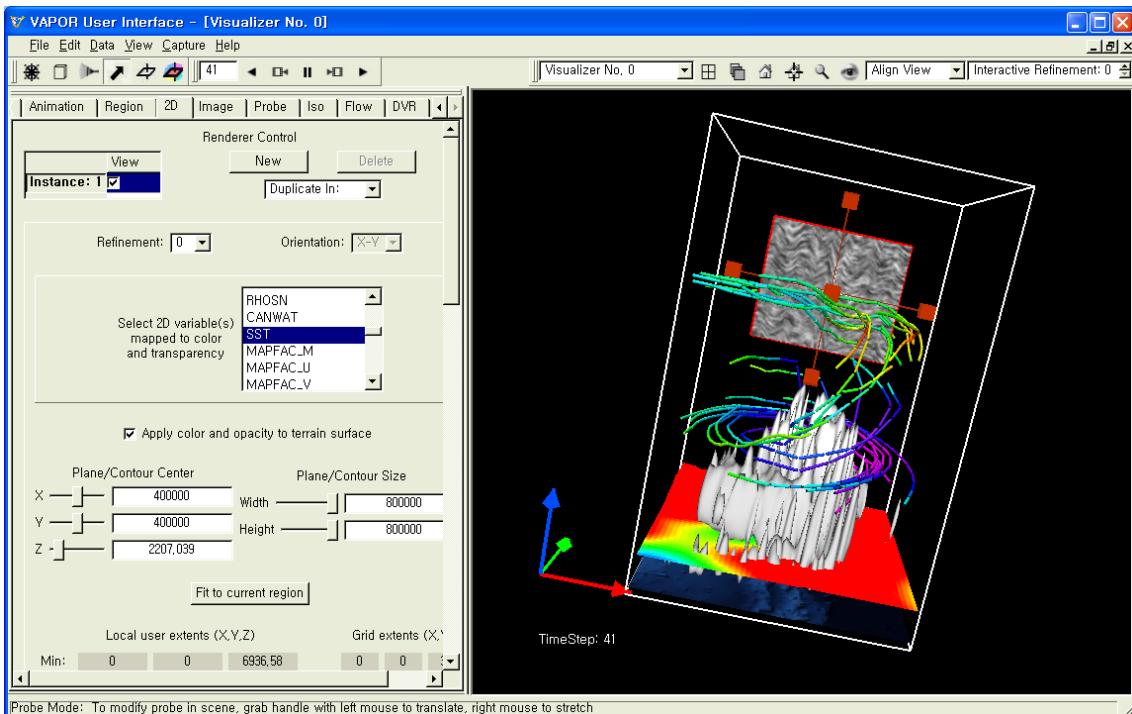 VAPOR User Interface - [Visualizer No. 0]
File Edit Data View Capture Help
41 Visualizer No. 0 Align View Interactive Refinement: 0
Animation Region 2D Image Probe Iso Flow DVR
Renderer Control
View New Delete
Instance: 1
Duplicate In:
Refinement: 0 Orientation: X-Y
RHOSN
CANWAT
SST
MAPFAC_M
MAPFAC_U
MAPFAC_V
Select 2D variable(s)
mapped to color
and transparency
Apply color and opacity to terrain surface
Plane/Contour Center Plane/Contour Size
X 400000 Width 800000
Y 400000 Height 800000
Z 2207,039
Fit to current region
Local user extents (X,Y,Z) Grid extents (X,
Min: 0 0 6936,58 0 0
TimeStep: 41
Probe Mode: To modify probe in scene, grab handle with left mouse to translate, right mouse to stretch